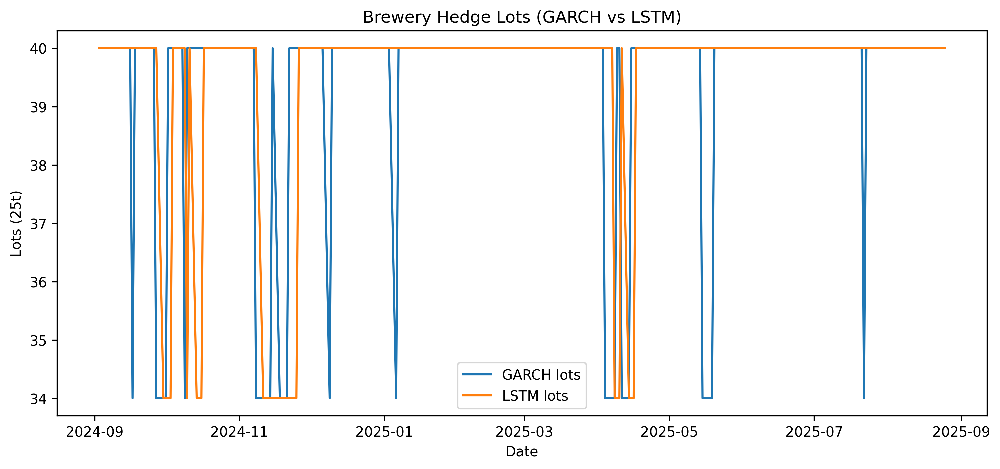 Brewery Hedge Lots (GARCH vs LSTM)
40
39
38
37
36
35
34
Lots (25t)
GARCH lots
LSTM lots
2024-09
2024-11
2025-01
2025-03
2025-05
2025-07
2025-09
Date